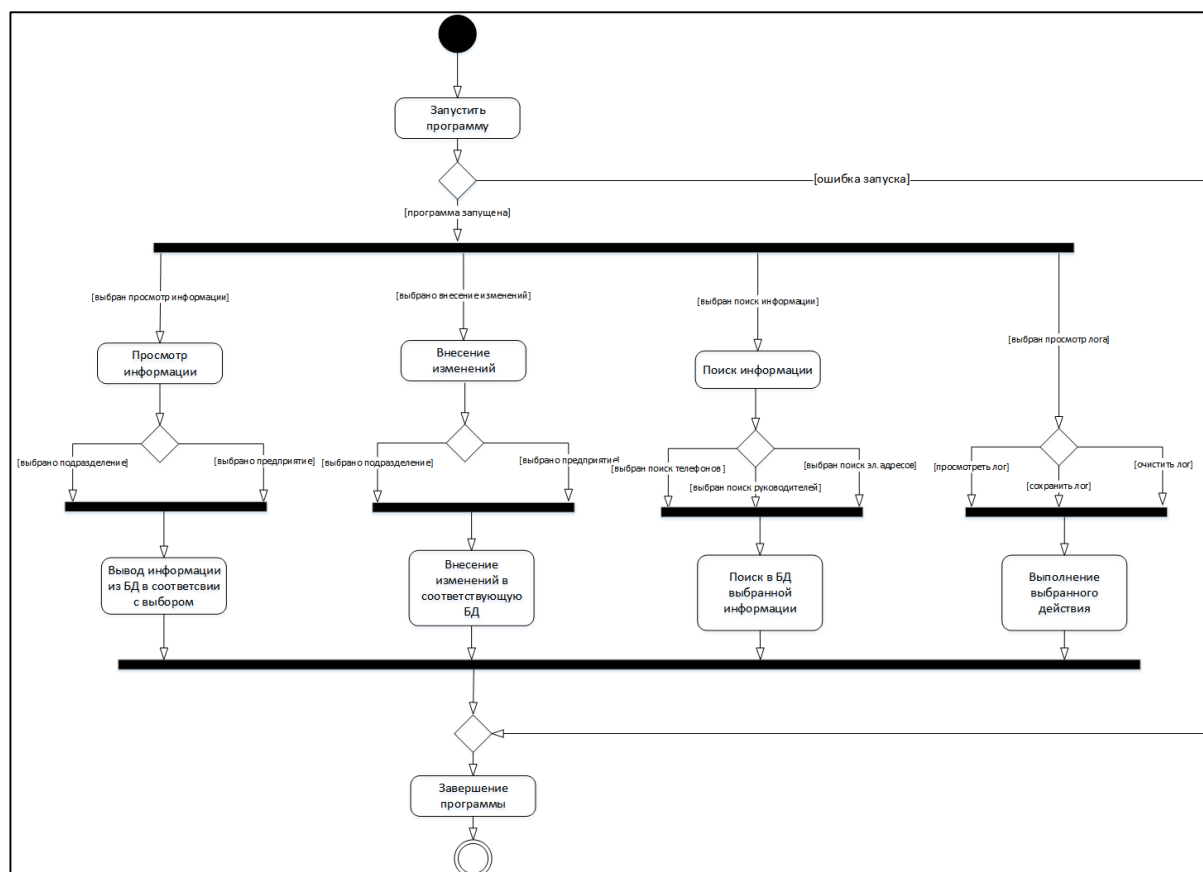 Запустить
программу
[ошибка запуска]
[программа запущена]
[выбран просмотр информации]
[выбрано внесение изменений]
[выбран поиск информации]
[выбран просмотр лога]
Просмотр
информации
Внесение
изменений
Поиск информации
[выбрано подразделение]
[выбрано предприятие]
[выбрано подразделение]
[выбрано предприятие]
[выбран поиск телефонов ]
[выбран поиск руководителей]
[выбран поиск эл. адресов]
[просмотреть лог]
[сохранить лог]
[очистить лог]
Вывод информации
из БД в соответсвии
с выбором
Внесение
изменений в
соответствующую
БД
Поиск в БД
выбранной
информации
Выполнение
выбранного
действия
Завершение
программы